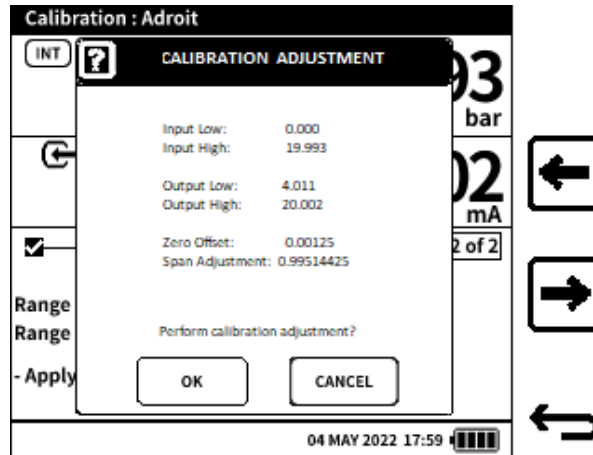 Calibration : Adroit
INT
?
CALIBRATION ADJUSTMENT
93
bar
Input Low: 0.000
Input High: 19.993
02
mA
Output Low: 4.011
Output High: 20.002
Zero Offset: 0.00125
2 of 2
Span Adjustment: 0.99514425
Range
Range
Perform calibration adjustment?
- Apply
OK
CANCEL
04 MAY 2022 17:59